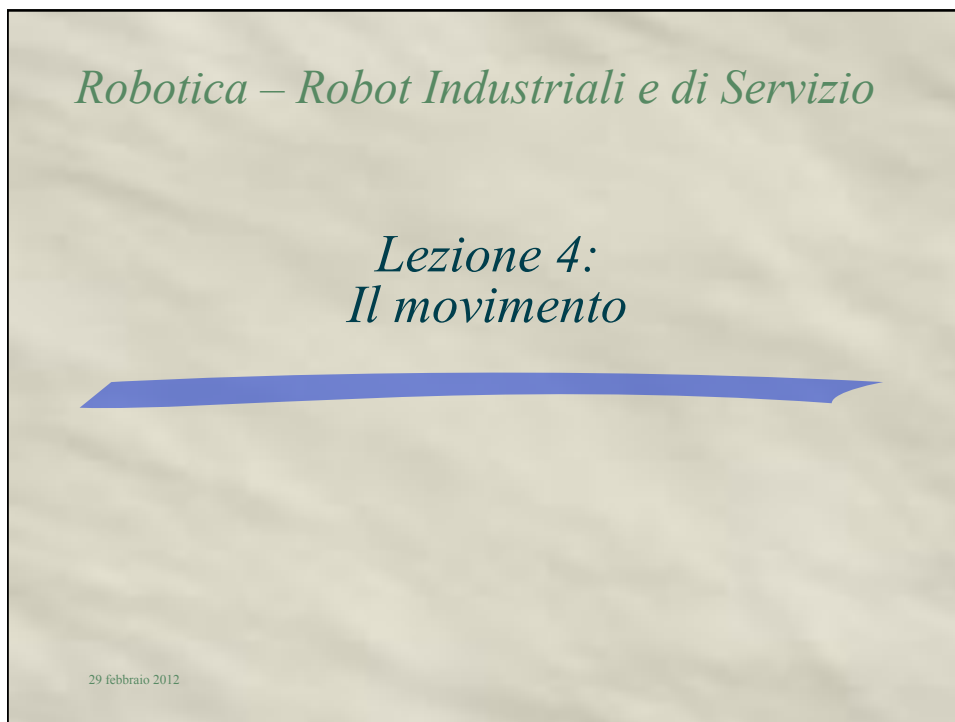 Robotica – Robot Industriali e di Servizio
Lezione 4:
Il movimento
29 febbraio 2012